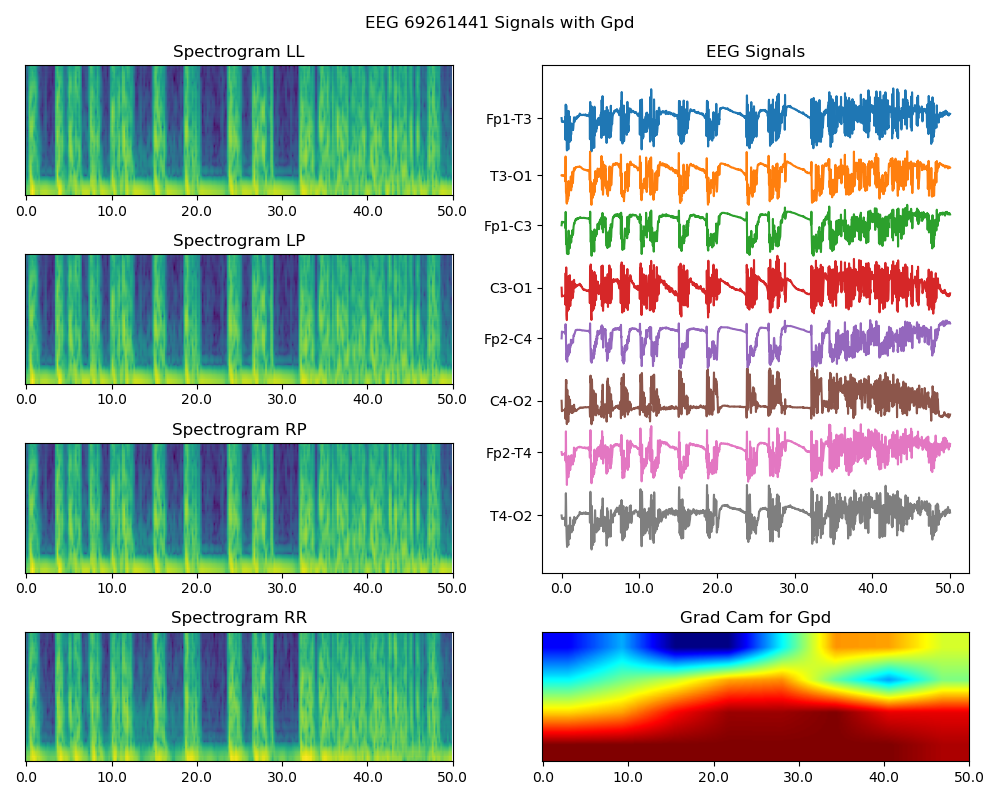 EEG 69261441 Signals with Gpd
Spectrogram LL
0.0 10.0 20.0 30.0 40.0 50.0
Spectrogram LP
0.0 10.0 20.0 30.0 40.0 50.0
Spectrogram RP
0.0 10.0 20.0 30.0 40.0 50.0
Spectrogram RR
0.0 10.0 20.0 30.0 40.0 50.0
EEG Signals
Fp1-T3
T3-O1
Fp1-C3
C3-O1
Fp2-C4
C4-O2
Fp2-T4
T4-O2
0.0 10.0 20.0 30.0 40.0 50.0
Grad Cam for Gpd
0.0 10.0 20.0 30.0 40.0 50.0